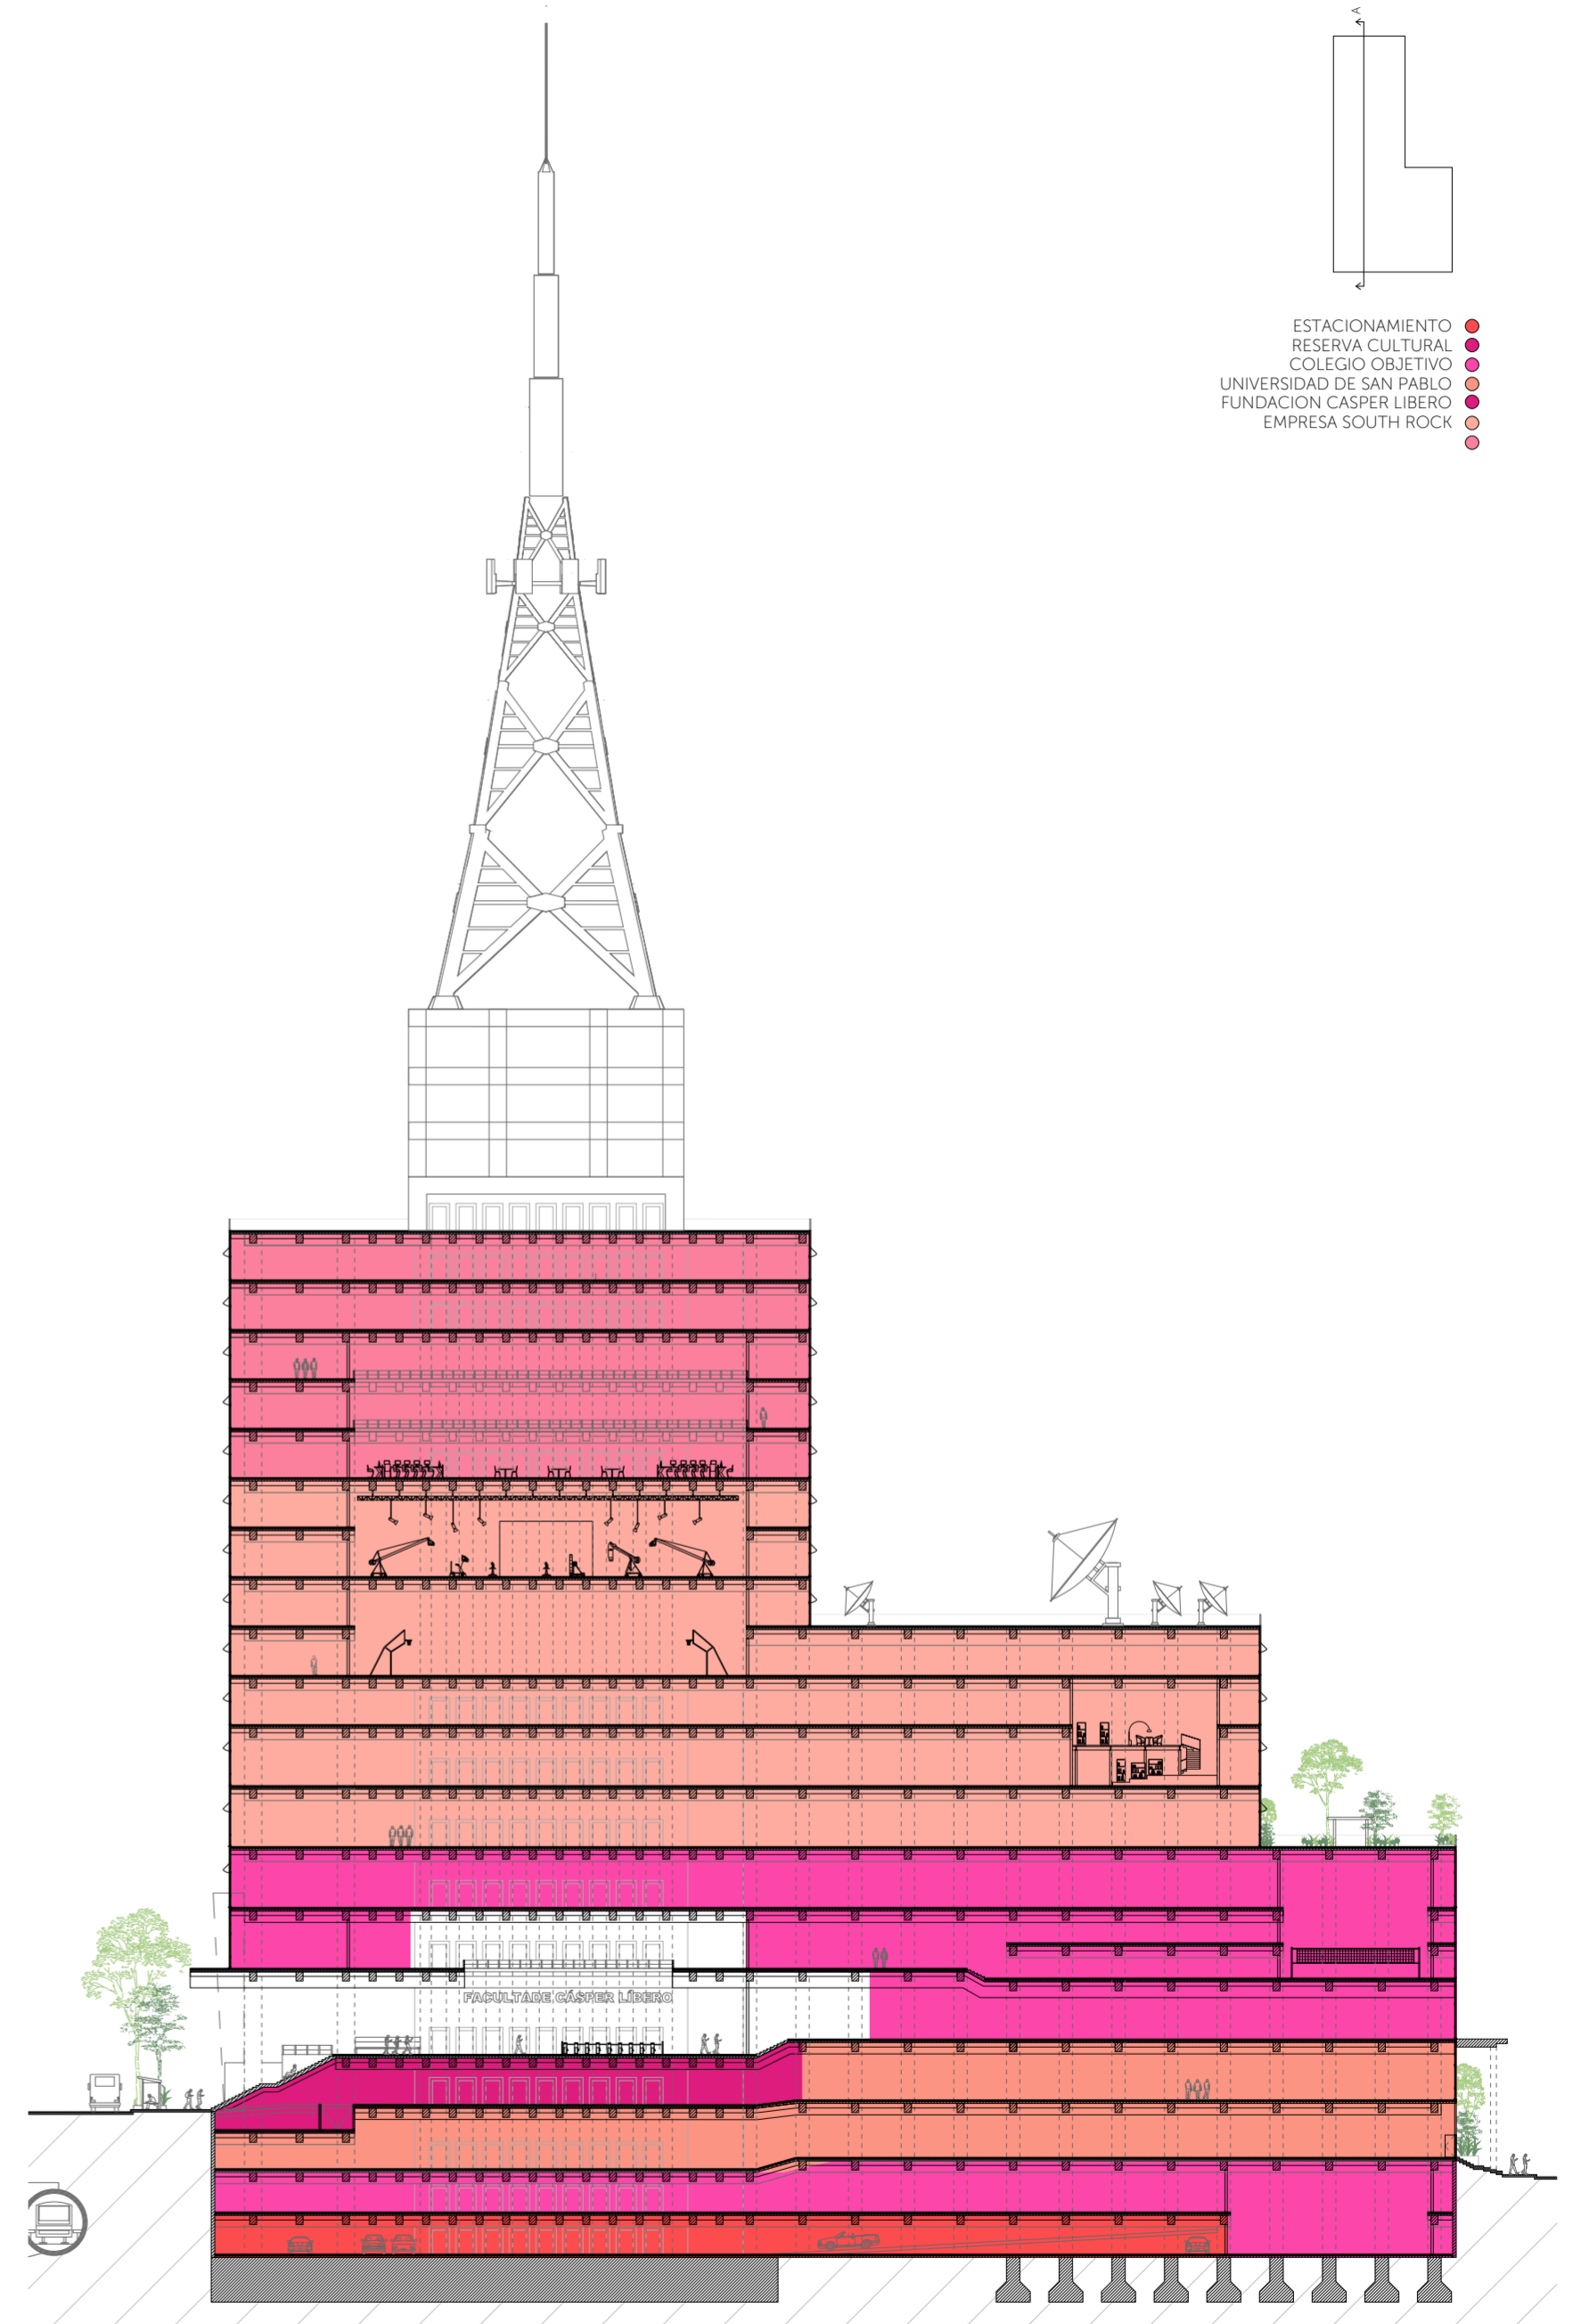 A
ESTACIONAMIENTO
RESERVA CULTURAL
COLEGIO OBJETIVO
UNIVERSIDAD DE SAN PABLO
FUNDACION CASPER LIBERO
EMPRESA SOUTH ROCK
FACULTADE CÁSPER LÍBERO